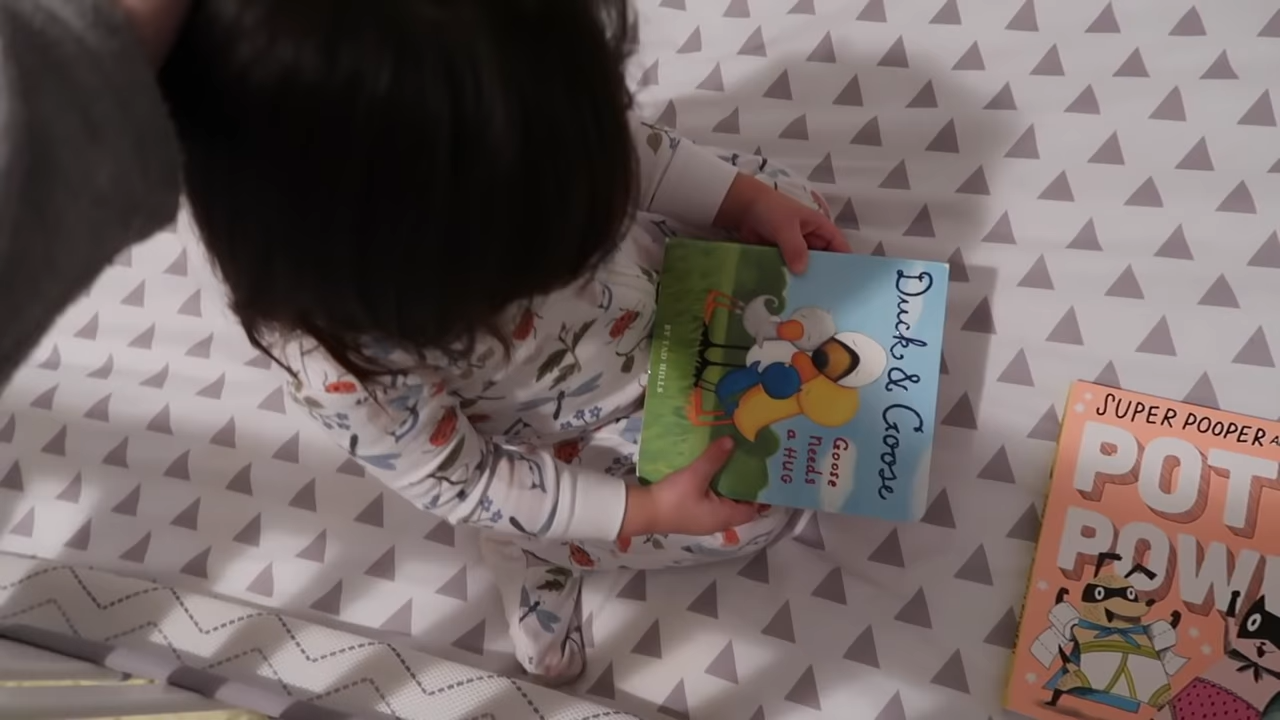 Duck & Goose
Goose
Needs
a Hug
BY TAD HILLS
SUPER POOPER
POT
POW